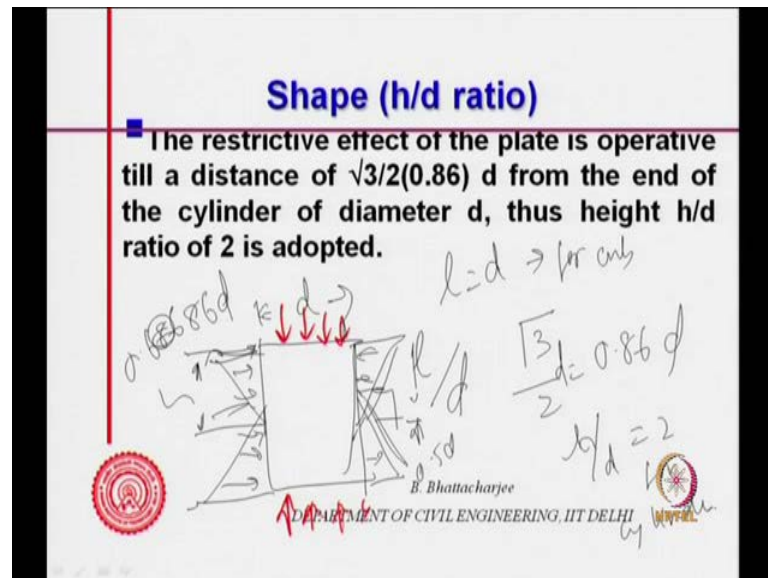 Shape (h/d ratio)
The restrictive effect of the plate is operative
till a distance of √3/2(0.86) d from the end of
the cylinder of diameter d, thus height h/d
ratio of 2 is adopted.
l = d → for cub
d
√3/2 d = 0.86 d
h/d = 2
0.5d
B. Bhattacharjee
DEPARTMENT OF CIVIL ENGINEERING, IIT DELHI